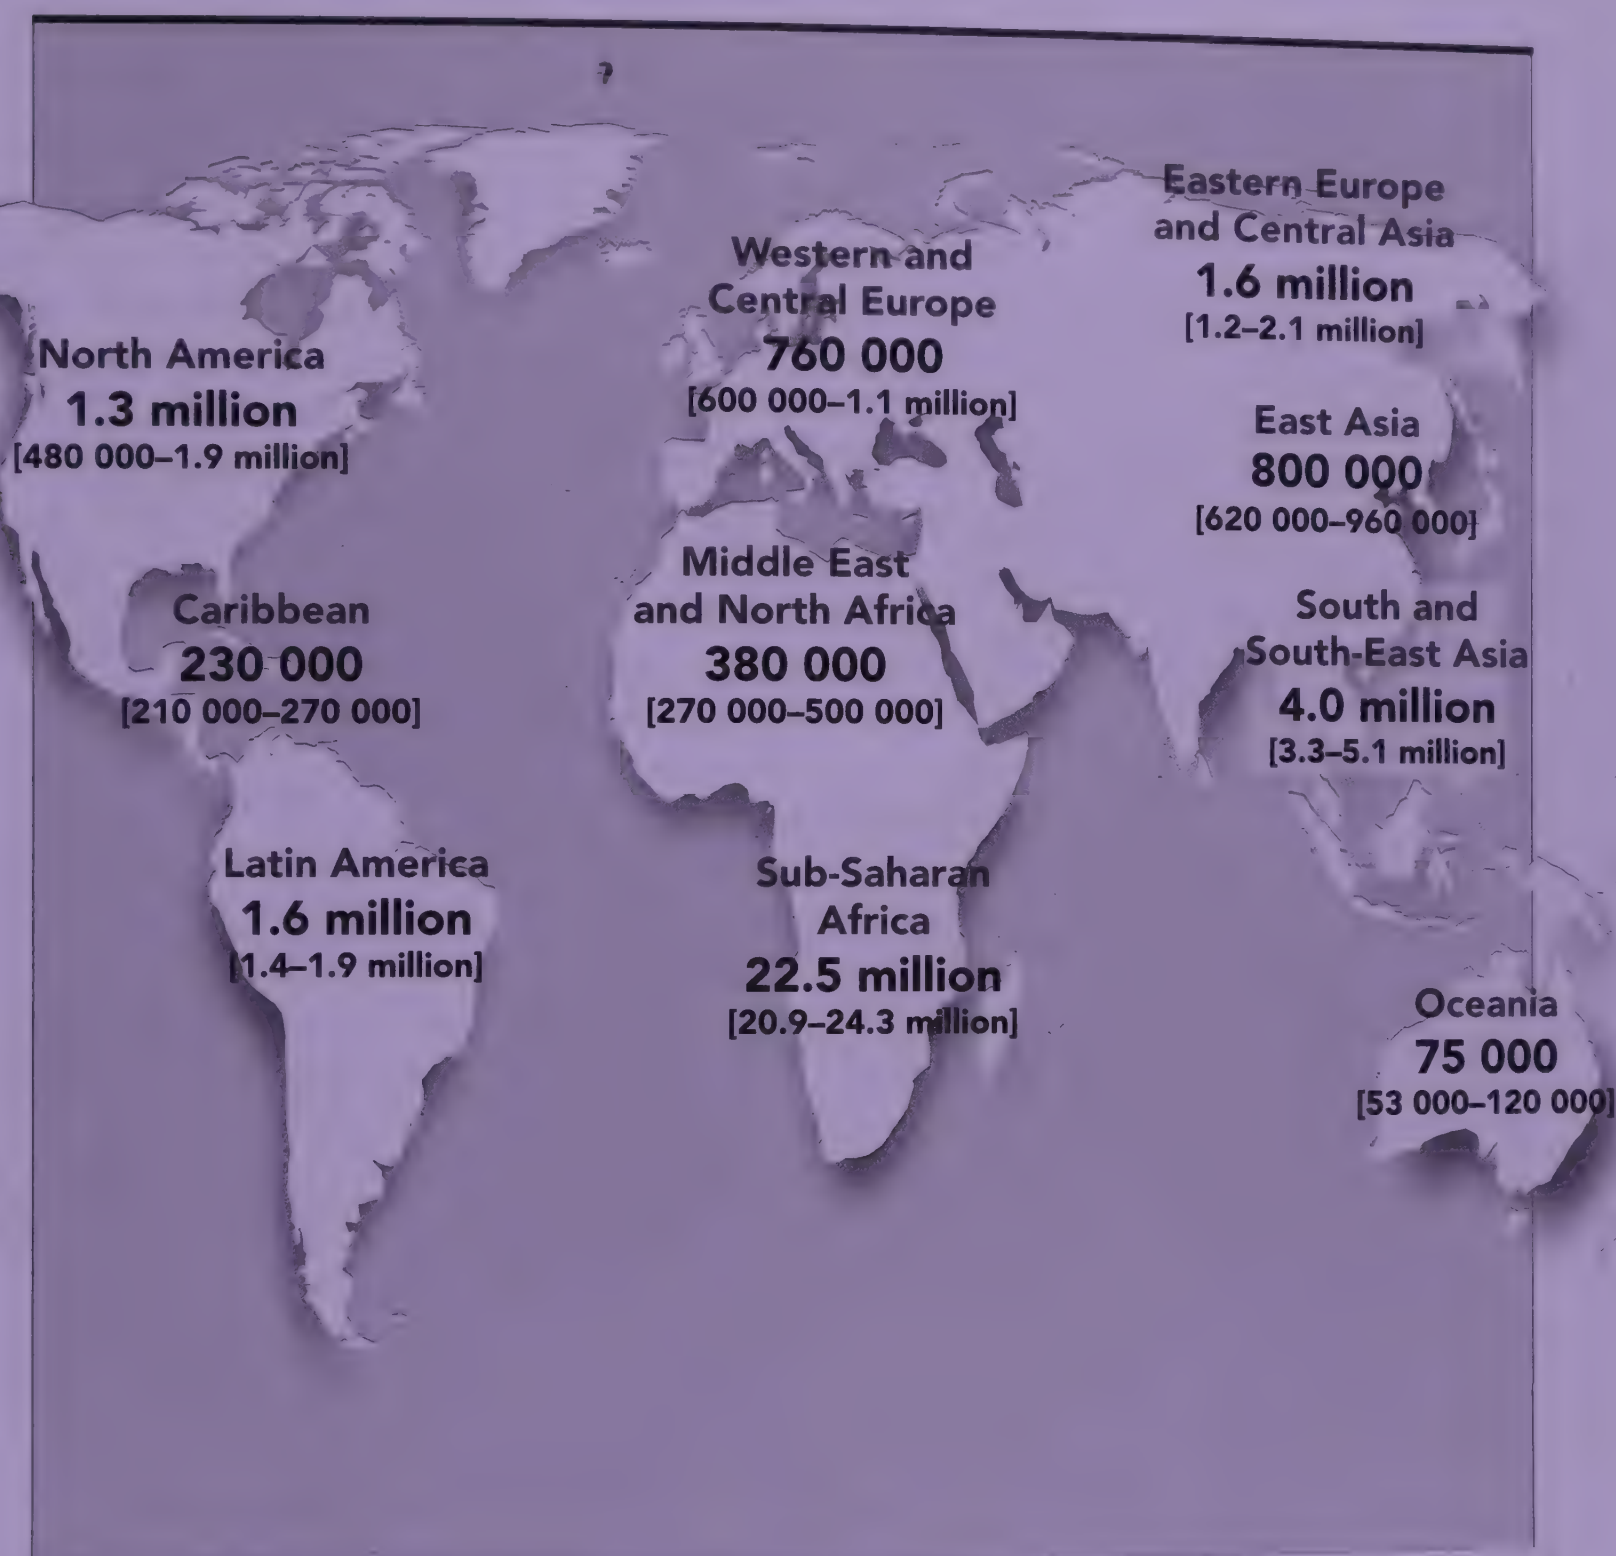 Eastern Europe
and Central Asia
1.6 million
[1.2–2.1 million]
Western and
Central Europe
760 000
[600 000–1.1 million]
North America
1.3 million
[480 000–1.9 million]
East Asia
800 000
[620 000–960 000]
Middle East
and North Africa
380 000
[270 000–500 000]
Caribbean
230 000
[210 000–270 000]
South and
South-East Asia
4.0 million
[3.3–5.1 million]
Latin America
1.6 million
[1.4–1.9 million]
Sub-Saharan
Africa
22.5 million
[20.9–24.3 million]
Oceania
75 000
[53 000–120 000]